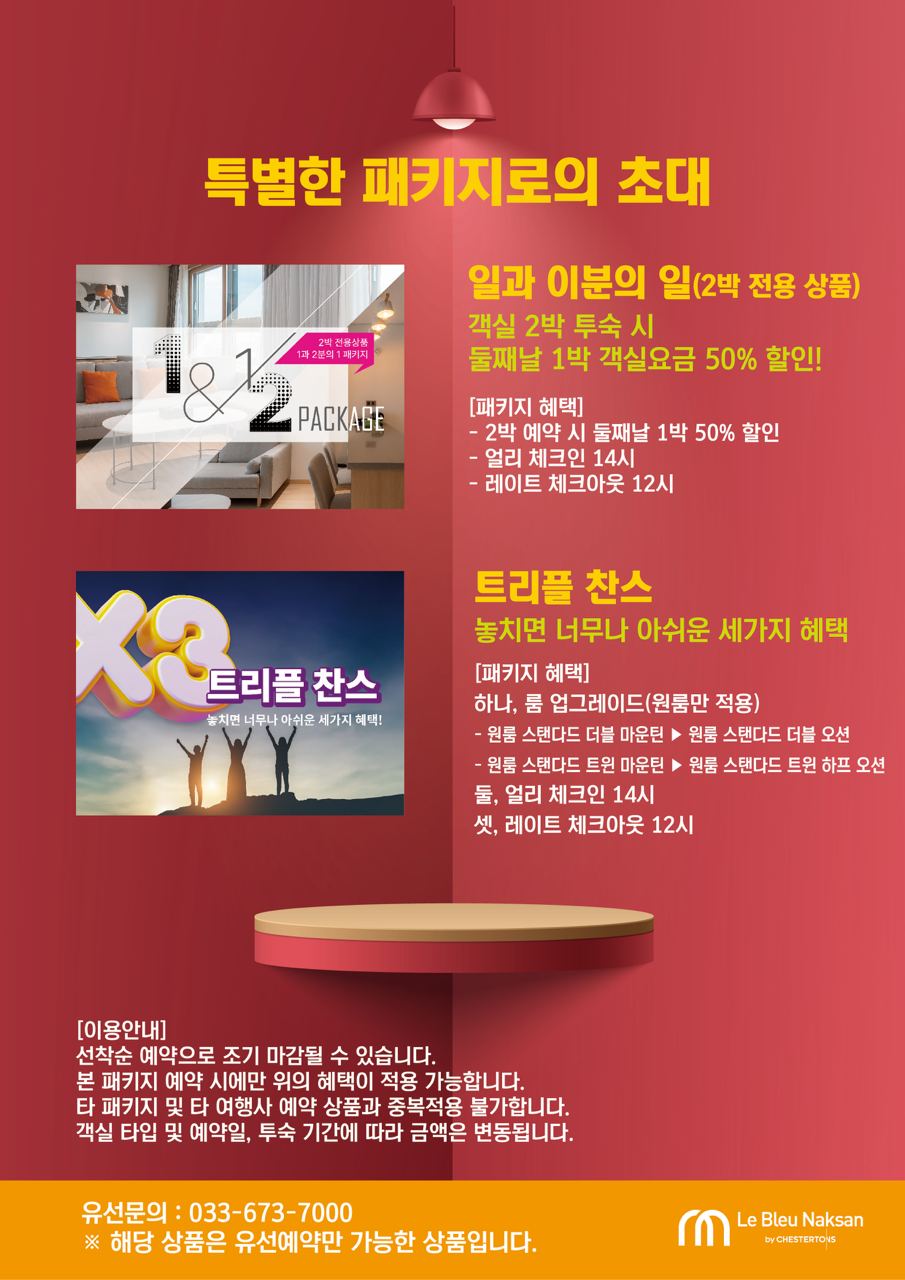 특별한 패키지로의 초대
1&1/2 PACKAGE
2박 전용상품
1과 2분의 1 패키지
일과 이분의 일(2박 전용 상품)
객실 2박 투숙 시
둘째날 1박 객실요금 50% 할인!
[패키지 혜택]
- 2박 예약 시 둘째날 1박 50% 할인
- 얼리 체크인 14시
- 레이트 체크아웃 12시
X3
트리플 찬스
놓치면 너무나 아쉬운 세가지 혜택!
트리플 찬스
놓치면 너무나 아쉬운 세가지 혜택
[패키지 혜택]
하나, 룸 업그레이드(원룸만 적용)
- 원룸 스탠다드 더블 마운틴 ▶ 원룸 스탠다드 더블 오션
- 원룸 스탠다드 트윈 마운틴 ▶ 원룸 스탠다드 트윈 하프 오션
둘, 얼리 체크인 14시
셋, 레이트 체크아웃 12시
[이용안내]
선착순 예약으로 조기 마감될 수 있습니다.
본 패키지 예약 시에만 위의 혜택이 적용 가능합니다.
타 패키지 및 타 여행사 예약 상품과 중복적용 불가합니다.
객실 타입 및 예약일, 투숙 기간에 따라 금액은 변동됩니다.
유선문의 : 033-673-7000
※ 해당 상품은 유선예약만 가능한 상품입니다.
Le Bleu Naksan
by CHESTERTONS